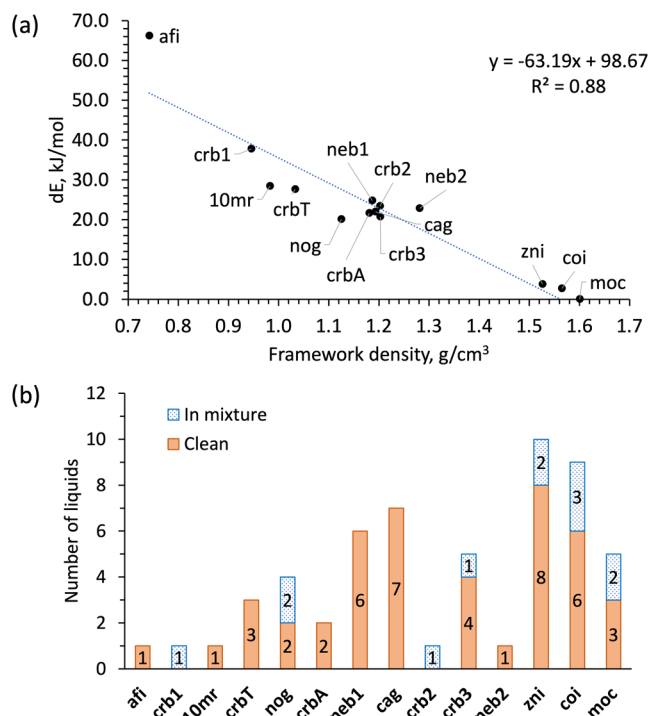 (a)
70.0
60.0
50.0
40.0
30.0
20.0
10.0
0.0
dE, kJ/mol
afi
y = -63.19x + 98.67
R² = 0.88
crb1
neb1
crb2
neb2
10mr
crbT
nog
crbA
crb3
cag
zni
coi
moc
0.7 0.8 0.9 1.0 1.1 1.2 1.3 1.4 1.5 1.6 1.7
Framework density, g/cm³
(b)
12
10
8
6
4
2
0
Number of liquids
In mixture
Clean
1 1 1 3 2 2 2 6 7 1 1 4 1 2 8 3 6 2 3
afi crb1 10mr crbT nog crbA neb1 cag crb2 crb3 neb2 zni coi moc